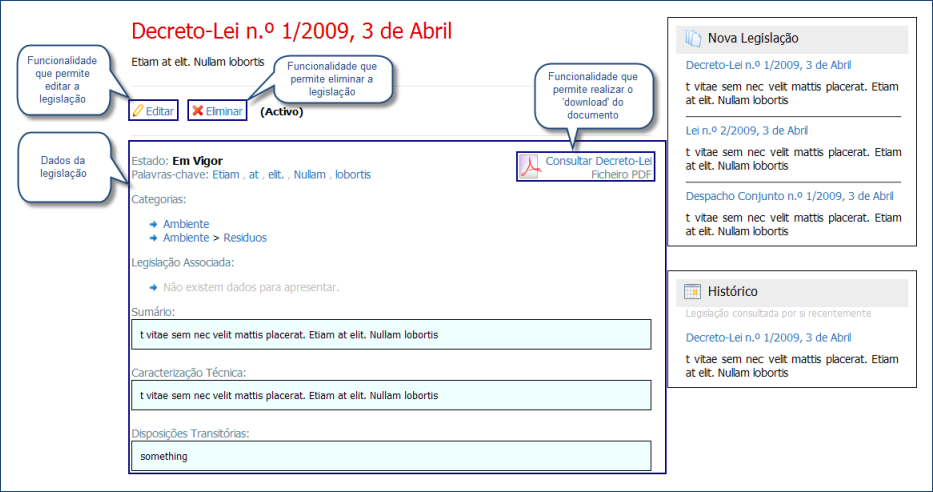 Decreto-Lei n.º 1/2009, 3 de Abril
Etiam at elit. Nullam lobortis
Funcionalidade
que permite
editar a
legislação
Funcionalidade que
permite eliminar a
legislação
Funcionalidade que
permite realizar o
'download' do
documento
Editar
Eliminar
(Activo)
Dados da
legislação
Estado: Em Vigor
Palavras-chave: Etiam , at , elit. , Nullam , lobortis
Consultar Decreto-Lei
Ficheiro PDF
Categorias:
Ambiente
Ambiente > Residuos
Legislação Associada:
Não existem dados para apresentar.
Sumário:
t vitae sem nec velit mattis placerat. Etiam at elit. Nullam lobortis
Caracterização Técnica:
t vitae sem nec velit mattis placerat. Etiam at elit. Nullam lobortis
Disposições Transitórias:
something
Nova Legislação
Decreto-Lei n.º 1/2009, 3 de Abril
t vitae sem nec velit mattis placerat. Etiam
at elit. Nullam lobortis
Lei n.º 2/2009, 3 de Abril
t vitae sem nec velit mattis placerat. Etiam
at elit. Nullam lobortis
Despacho Conjunto n.º 1/2009, 3 de Abril
t vitae sem nec velit mattis placerat. Etiam
at elit. Nullam lobortis
Histórico
Legislação consultada por si recentemente
Decreto-Lei n.º 1/2009, 3 de Abril
t vitae sem nec velit mattis placerat. Etiam
at elit. Nullam lobortis